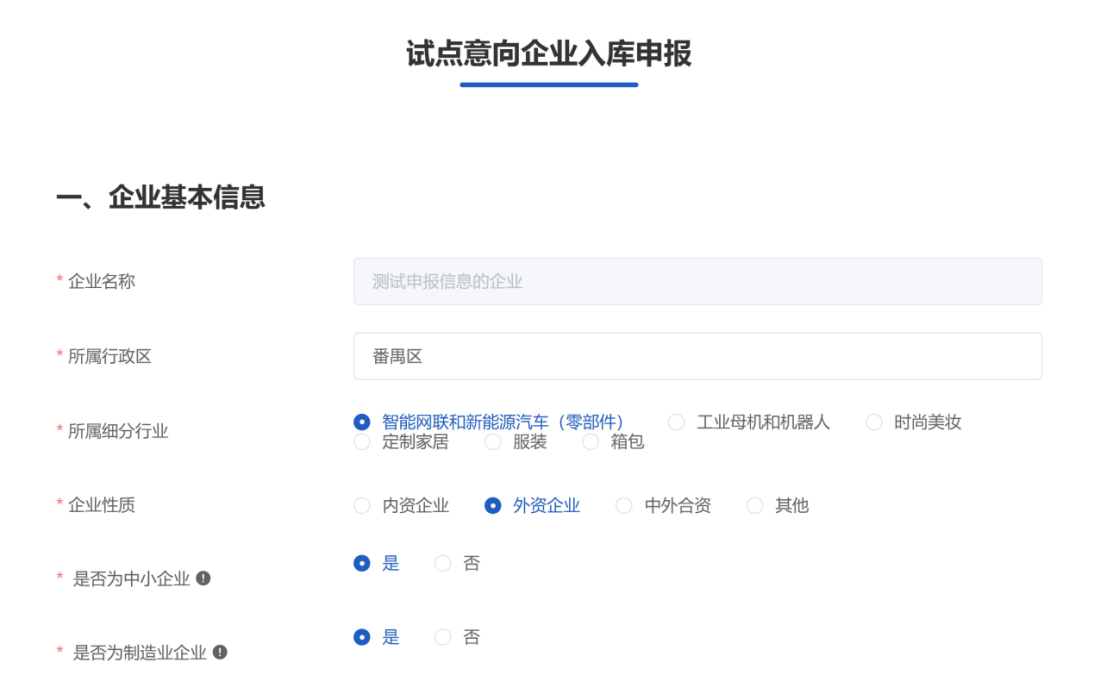 试点意向企业入库申报
一、企业基本信息
* 企业名称 测试申报信息的企业
* 所属行政区 番禺区
* 所属细分行业 智能网联和新能源汽车（零部件） 工业母机和机器人 时尚美妆
定制家居 服装 箱包
* 企业性质 内资企业 外资企业 中外合资 其他
* 是否为中小企业 是 否
* 是否为制造业企业 是 否